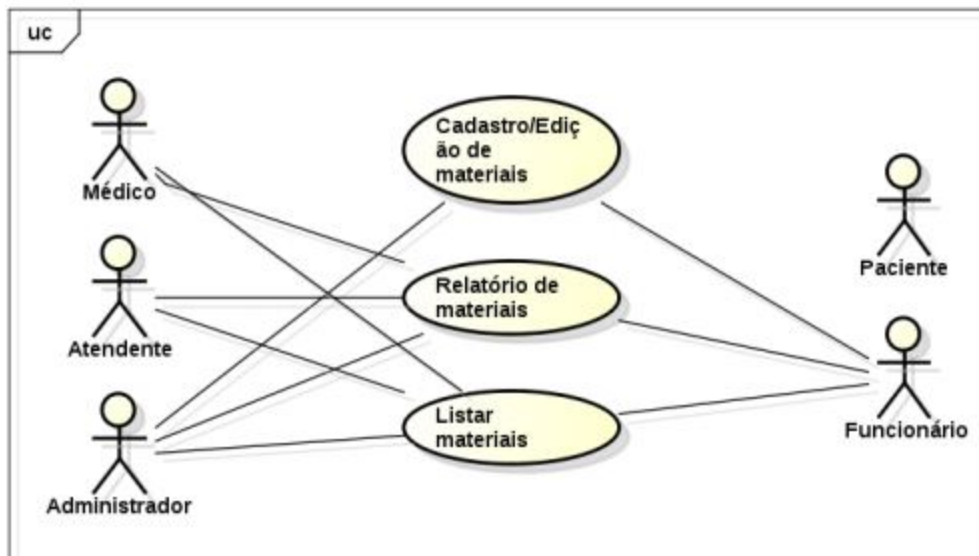 uc
Médico
Atendente
Administrador
Cadastro/Ediç
ão de
materiais
Relatório de
materiais
Listar
materiais
Paciente
Funcionário